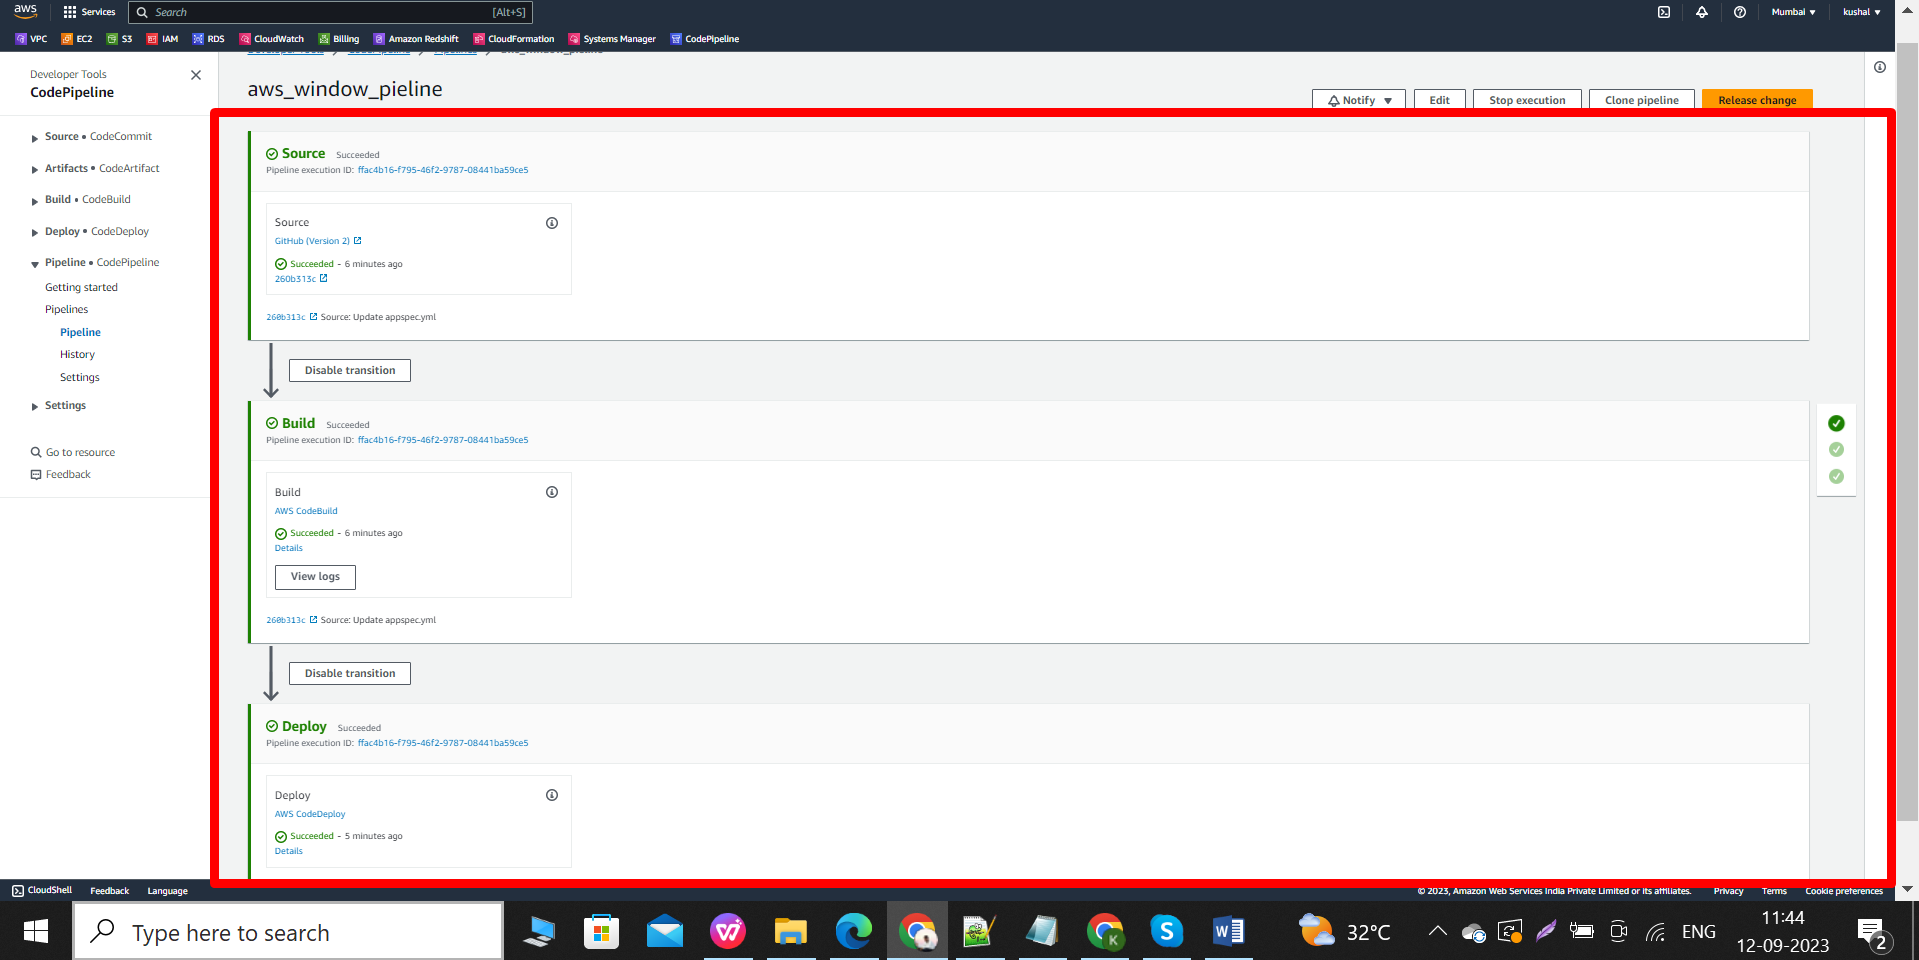 aws Services Search [Alt+S] Mumbai ▼ kushal ▼
VPC EC2 S3 IAM RDS CloudWatch Billing Amazon Redshift CloudFormation Systems Manager CodePipeline
Developer Tools
CodePipeline
Source • CodeCommit
Artifacts • CodeArtifact
Build • CodeBuild
Deploy • CodeDeploy
Pipeline • CodePipeline
Getting started
Pipelines
Pipeline
History
Settings
Settings
Go to resource
Feedback
aws_window_pieline
Notify ▼ Edit Stop execution Clone pipeline Release change
Source Succeeded
Pipeline execution ID: ffac4b16-f795-46f2-9787-08441ba59ce5
Source
GitHub (Version 2)
Succeeded - 6 minutes ago
260b313c
260b313c Source: Update appspec.yml
Disable transition
Build Succeeded
Pipeline execution ID: ffac4b16-f795-46f2-9787-08441ba59ce5
Build
AWS CodeBuild
Succeeded - 6 minutes ago
Details
View logs
260b313c Source: Update appspec.yml
Disable transition
Deploy Succeeded
Pipeline execution ID: ffac4b16-f795-46f2-9787-08441ba59ce5
Deploy
AWS CodeDeploy
Succeeded - 5 minutes ago
Details
CloudShell Feedback Language © 2023, Amazon Web Services India Private Limited or its affiliates. Privacy Terms Cookie preferences
Type here to search 32°C ENG 11:44
12-09-2023 2